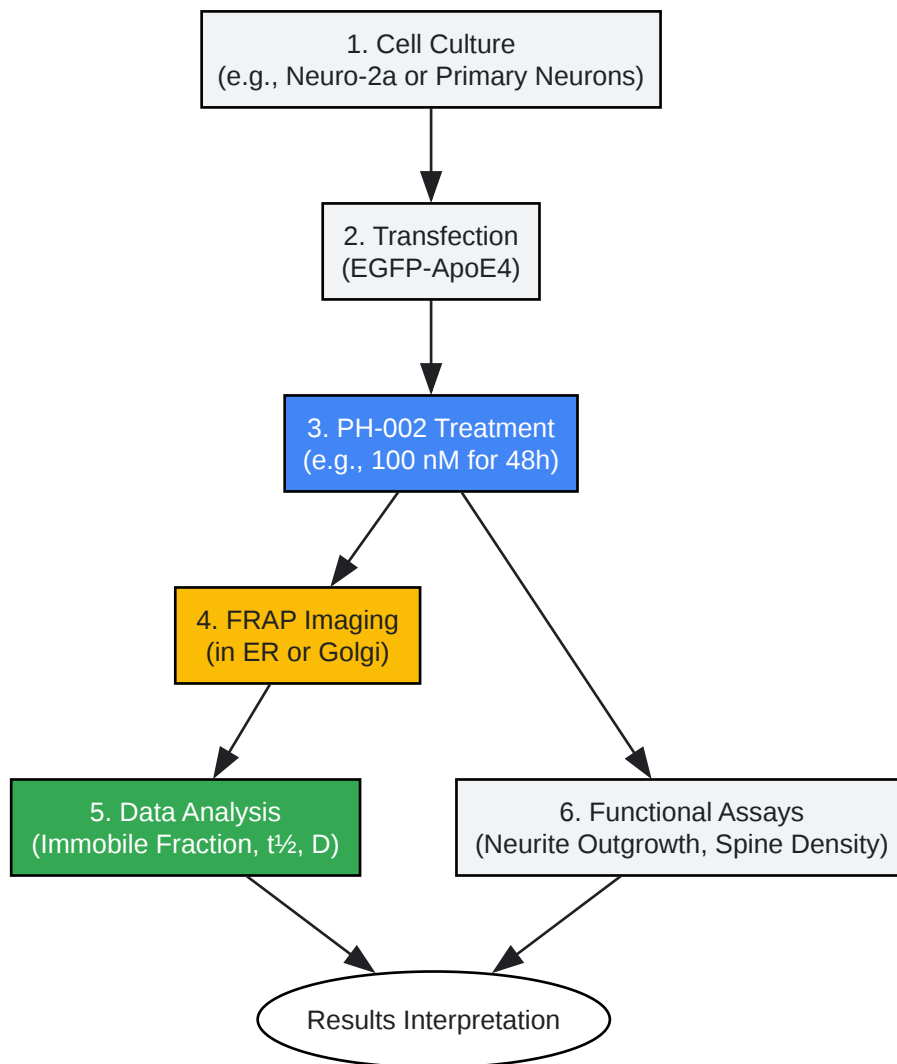 1. Cell Culture
(e.g., Neuro-2a or Primary Neurons)
2. Transfection
(EGFP-ApoE4)
3. PH-002 Treatment
(e.g., 100 nM for 48h)
4. FRAP Imaging
(in ER or Golgi)
5. Data Analysis
(Immobile Fraction, t½, D)
6. Functional Assays
(Neurite Outgrowth, Spine Density)
Results Interpretation